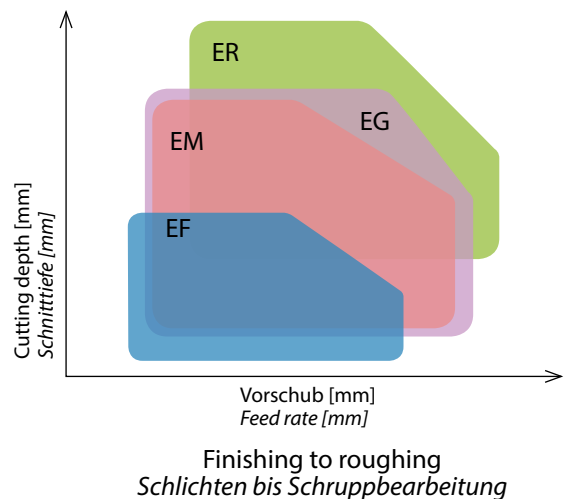 ER
EG
EM
EF
Cutting depth [mm]
Schnitttiefe [mm]
Vorschub [mm]
Feed rate [mm]
Finishing to roughing
Schlichten bis Schruppbearbeitung